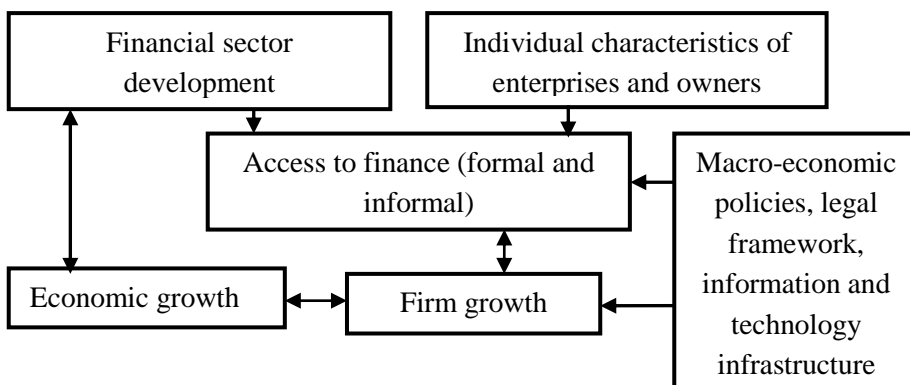 Financial sector
development
Individual characteristics of
enterprises and owners
Access to finance (formal and
informal)
Macro-economic
policies, legal
framework,
information and
technology
infrastructure
Economic growth
Firm growth